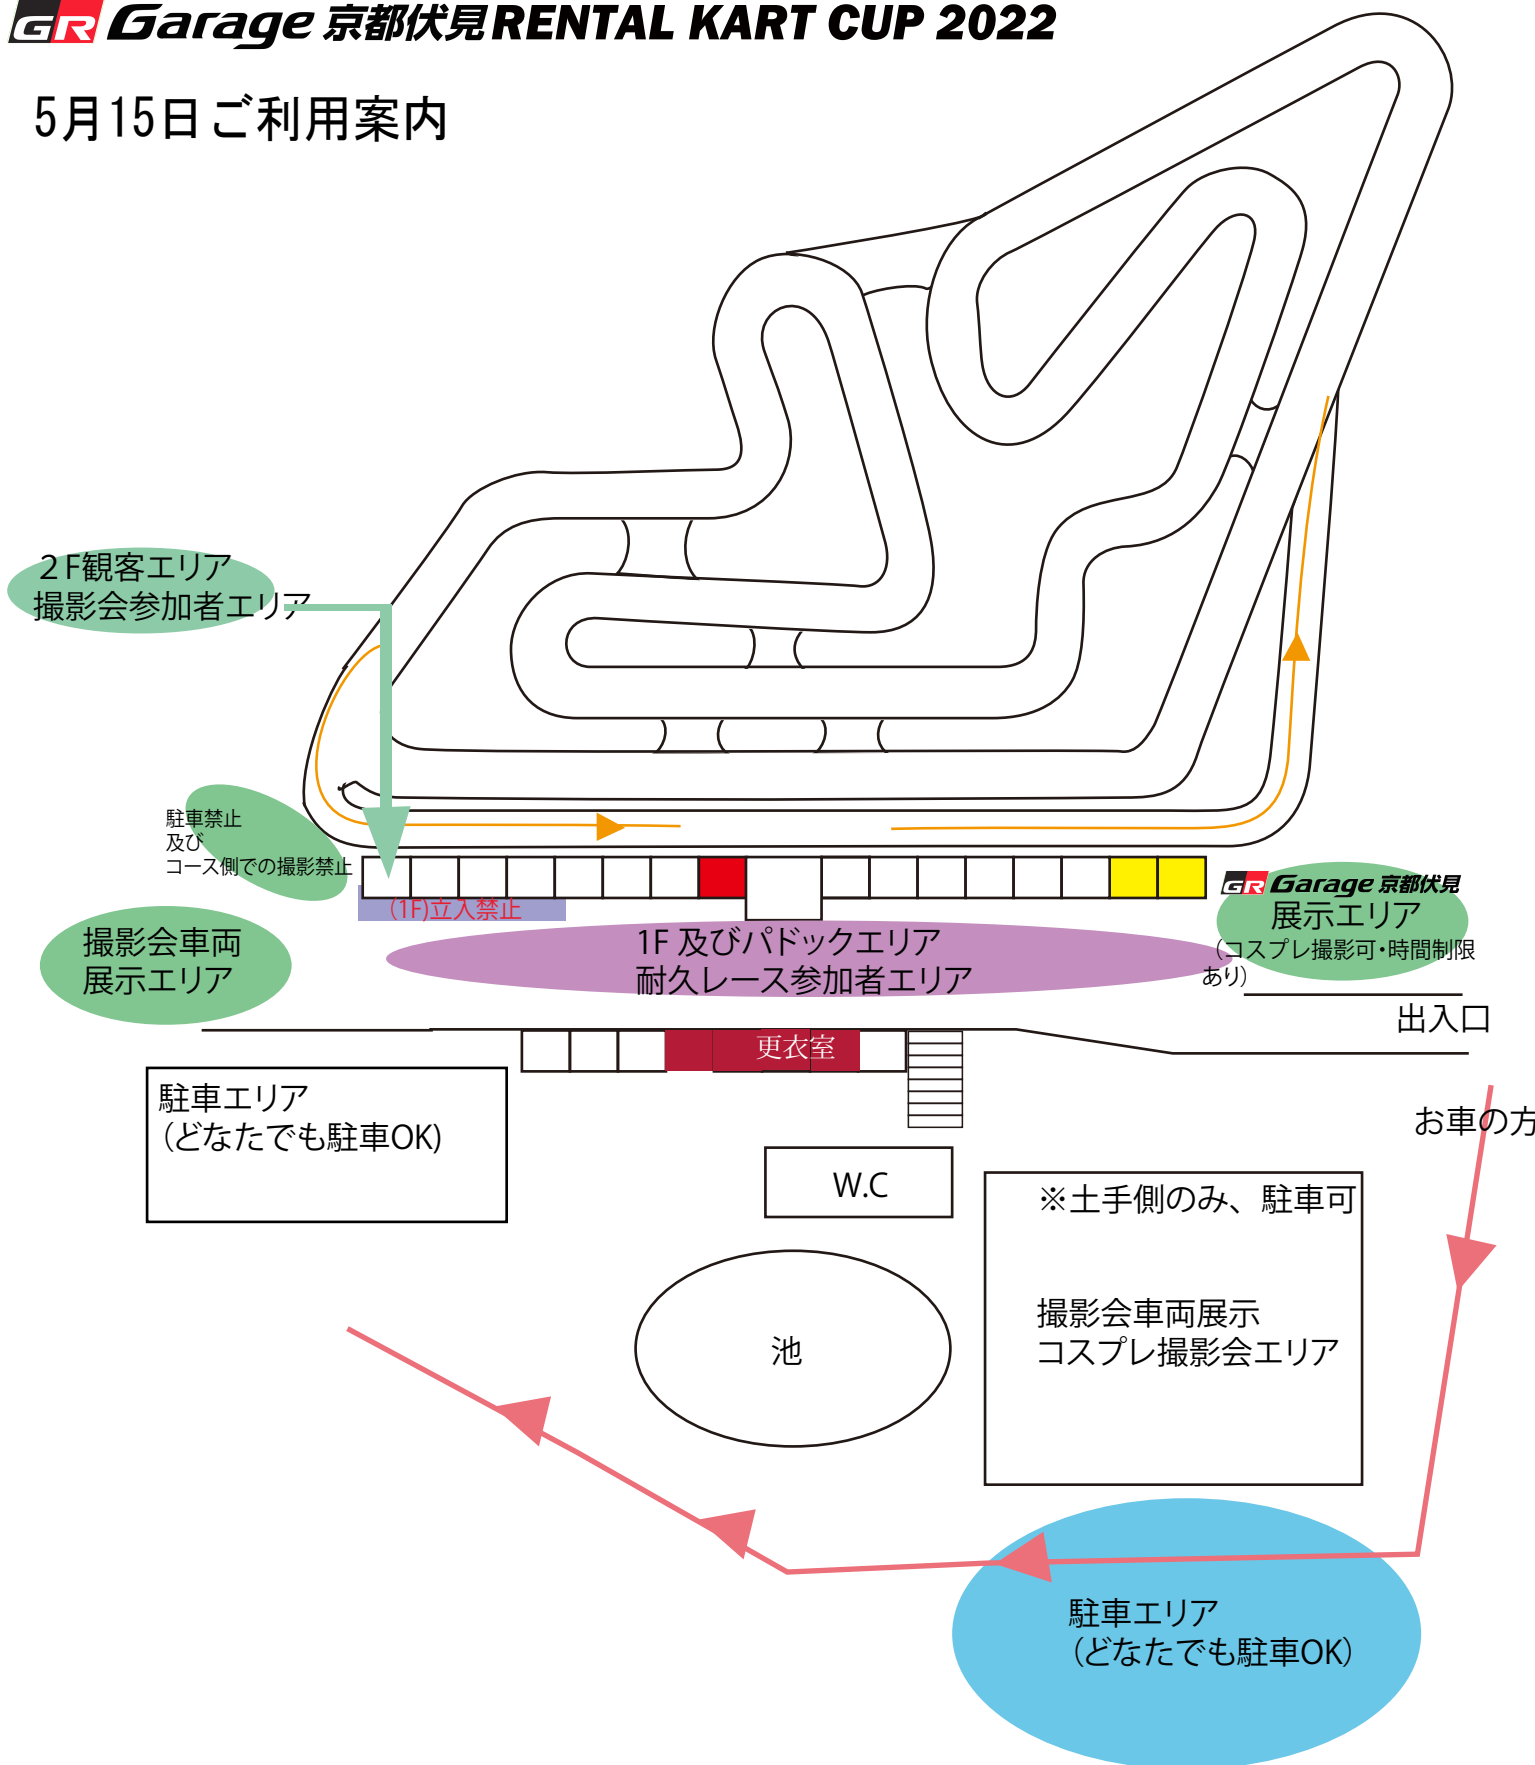 GR Garage 京都伏見 RENTAL KART CUP 2022
5月15日ご利用案内
２F観客エリア
撮影会参加者エリア
駐車禁止
及び
コース側での撮影禁止
(1F)立入禁止
GR Garage 京都伏見
展示エリア
（コスプレ撮影可・時間制限
あり）
撮影会車両
展示エリア
1F 及びパドックエリア
耐久レース参加者エリア
出入口
更衣室
駐車エリア
（どなたでも駐車OK)
お車の方
W.C
※土手側のみ、駐車可
撮影会車両展示
コスプレ撮影会エリア
池
駐車エリア
（どなたでも駐車OK）